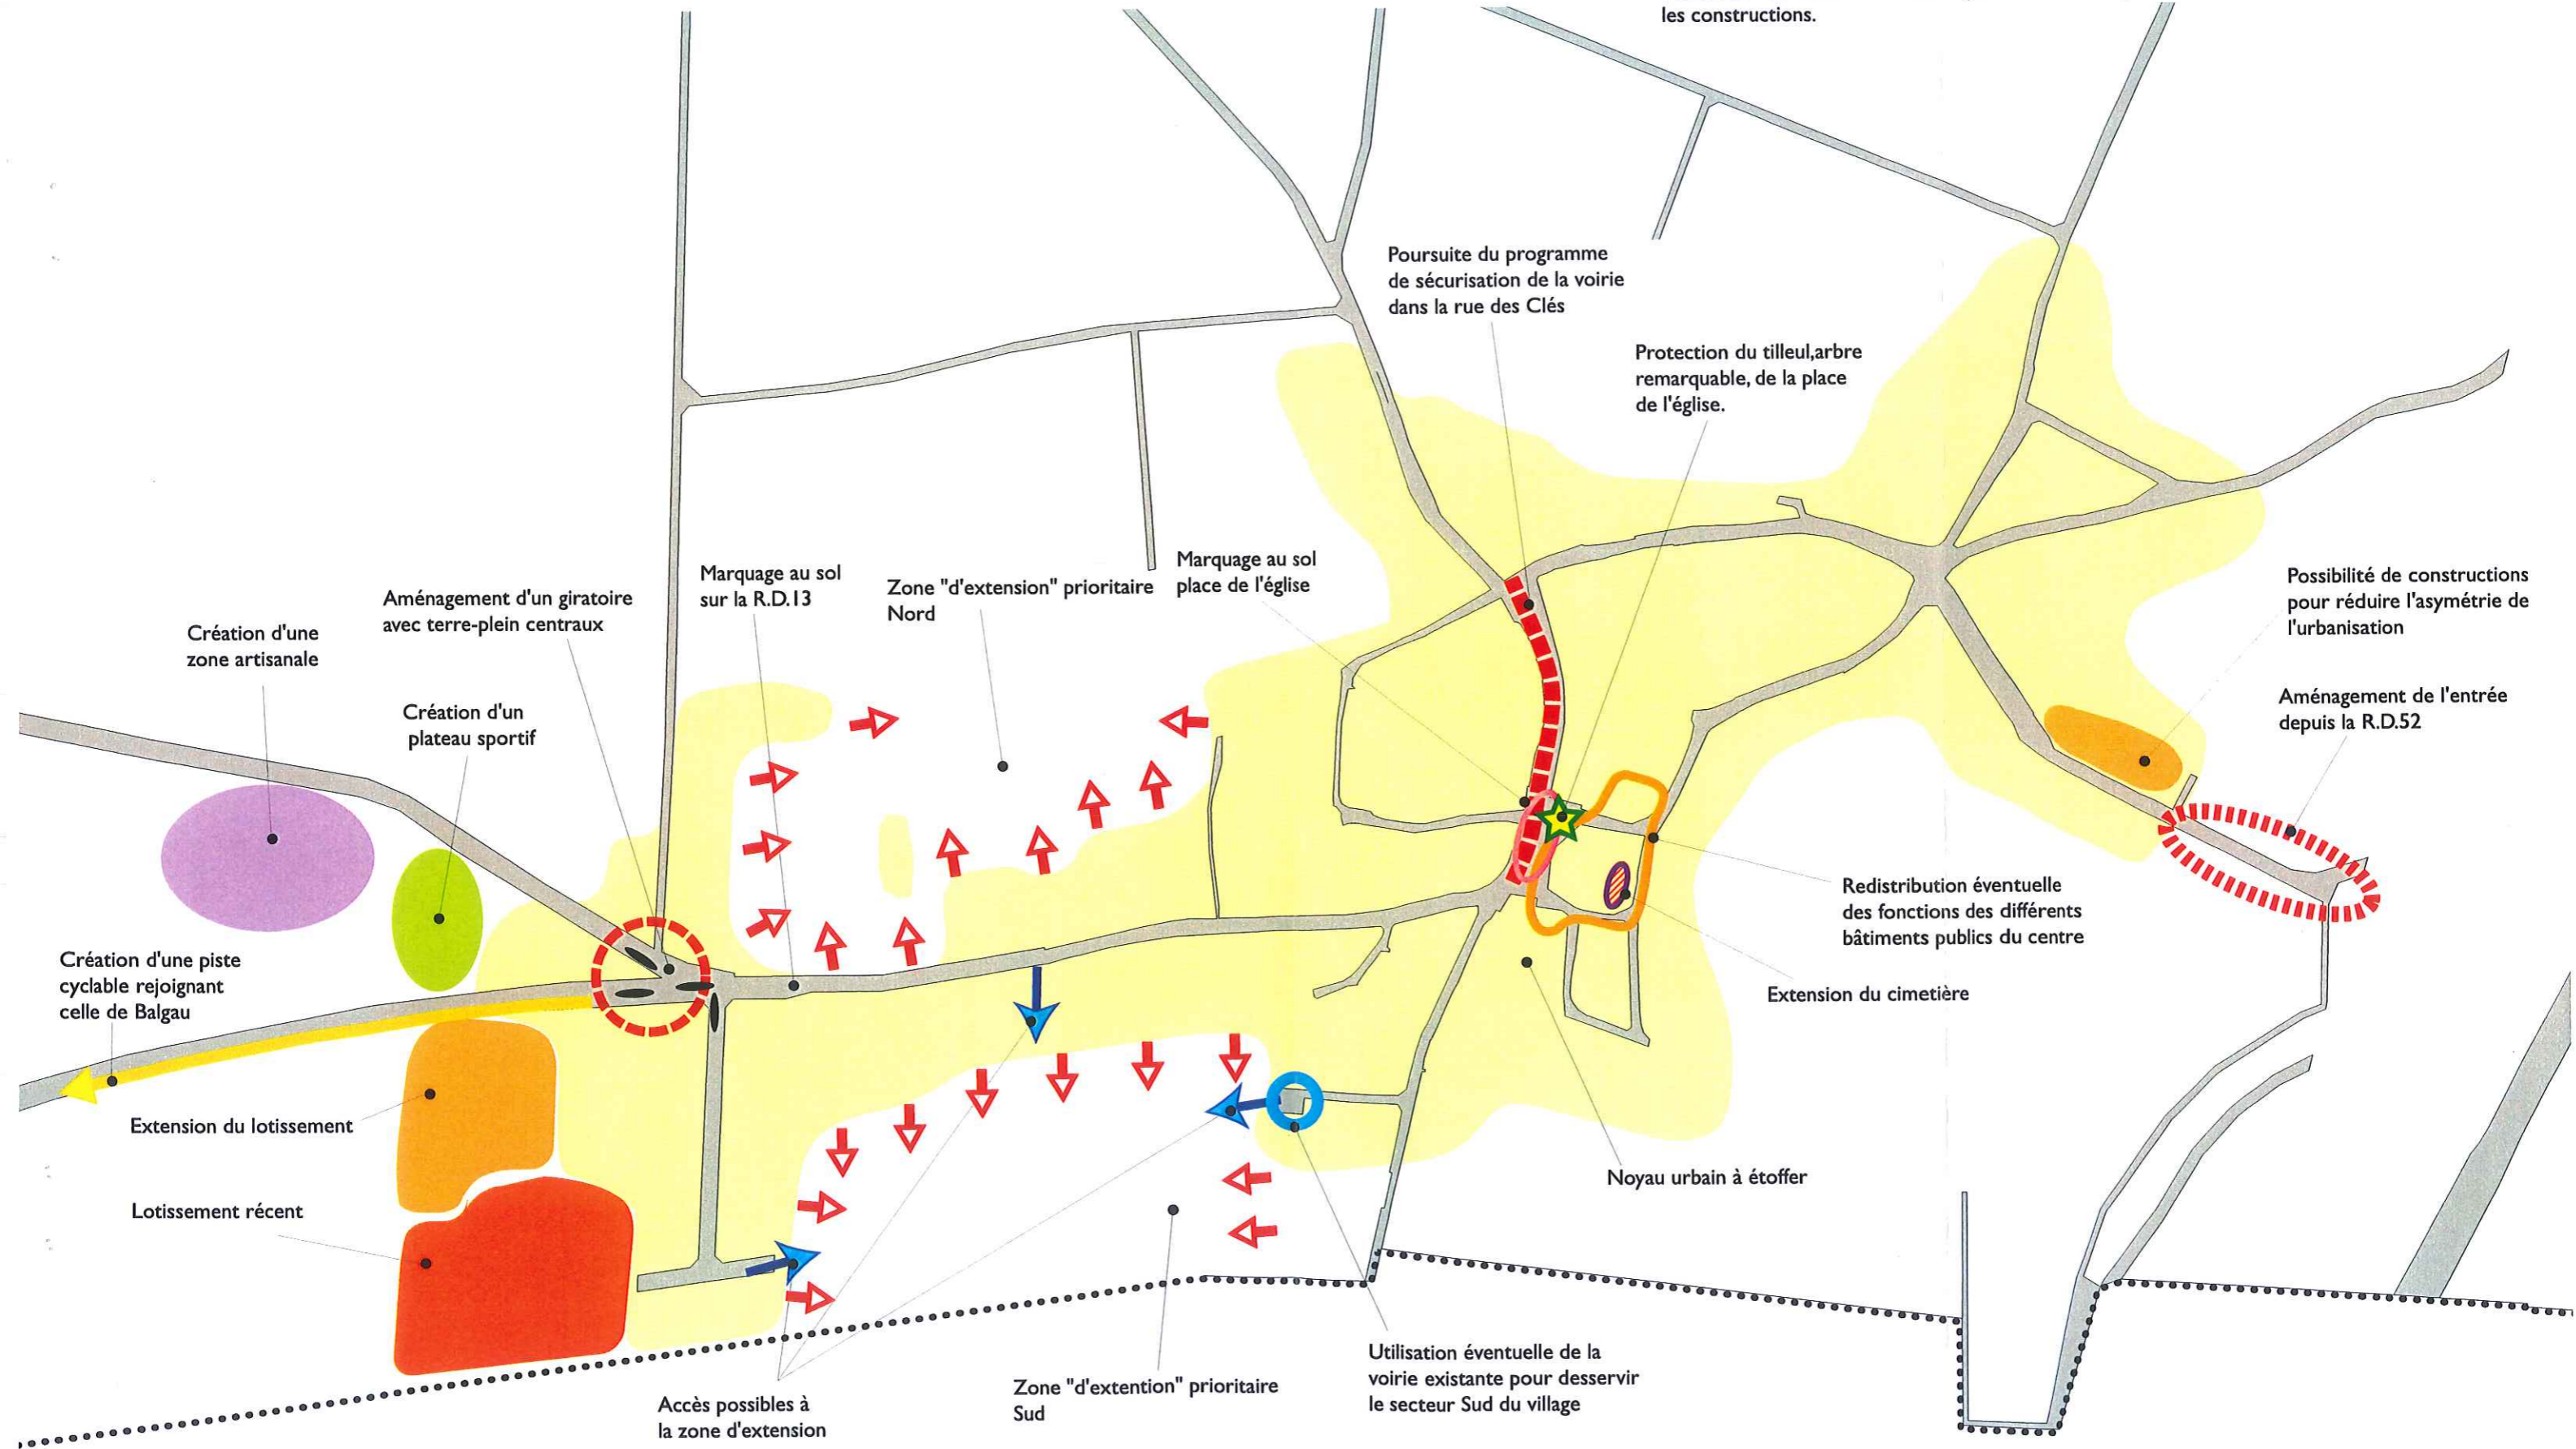 les constructions.
Poursuite du programme
de sécurisation de la voirie
dans la rue des Clés
Protection du tilleul,arbre
remarquable, de la place
de l'église.
Marquage au sol
place de l'église
Zone "d'extension" prioritaire
Nord
Marquage au sol
sur la R.D.13
Aménagement d'un giratoire
avec terre-plein centraux
Création d'une
zone artisanale
Création d'un
plateau sportif
Possibilité de constructions
pour réduire l'asymétrie de
l'urbanisation
Aménagement de l'entrée
depuis la R.D.52
Redistribution éventuelle
des fonctions des différents
bâtiments publics du centre
Extension du cimetière
Création d'une piste
cyclable rejoignant
celle de Balgau
Extension du lotissement
Lotissement récent
Noyau urbain à étoffer
Accès possibles à
la zone d'extension
Zone "d'extention" prioritaire
Sud
Utilisation éventuelle de la
voirie existante pour desservir
le secteur Sud du village